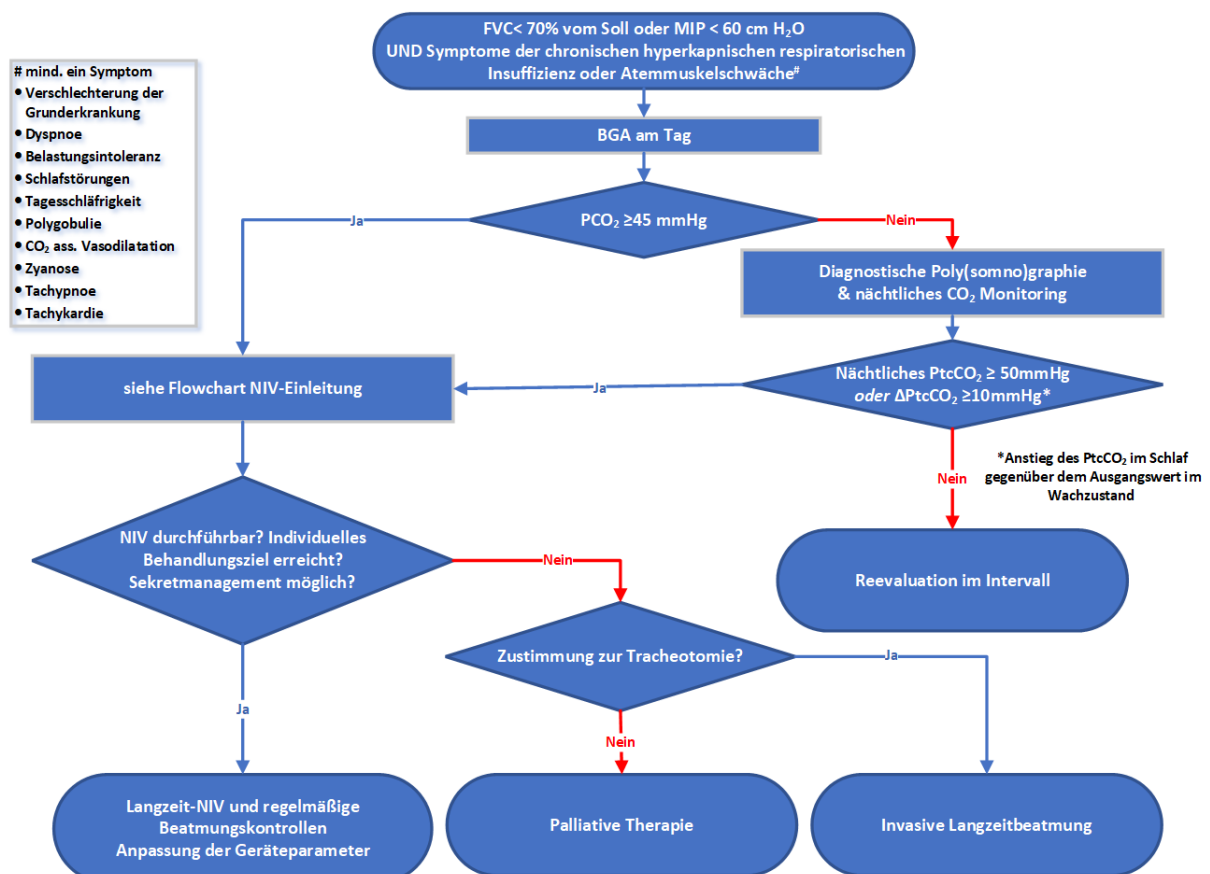 FVC< 70% vom Soll oder MIP < 60 cm H₂O
UND Symptome der chronischen hyperkapnischen respiratorischen
Insuffizienz oder Atemmuskelschwäche#
# mind. ein Symptom
• Verschlechterung der
Grunderkrankung
• Dyspnoe
• Belastungsintoleranz
• Schlafstörungen
• Tagesschläfrigkeit
• Polygobulie
• CO₂ ass. Vasodilatation
• Zyanose
• Tachypnoe
• Tachykardie
BGA am Tag
PCO₂ ≥45 mmHg
Ja
Nein
Diagnostische Poly(somno)graphie
& nächtliches CO₂ Monitoring
siehe Flowchart NIV-Einleitung
Ja
Nächtliches PtcCO₂ ≥ 50mmHg
oder ΔPtcCO₂ ≥10mmHg*
Nein
*Anstieg des PtcCO₂ im Schlaf
gegenüber dem Ausgangswert im
Wachzustand
NIV durchführbar? Individuelles
Behandlungsziel erreicht?
Sekretmanagement möglich?
Nein
Reevaluation im Intervall
Zustimmung zur Tracheotomie?
Ja
Ja
Nein
Langzeit-NIV und regelmäßige
Beatmungskontrollen
Anpassung der Geräteparameter
Palliative Therapie
Invasive Langzeitbeatmung